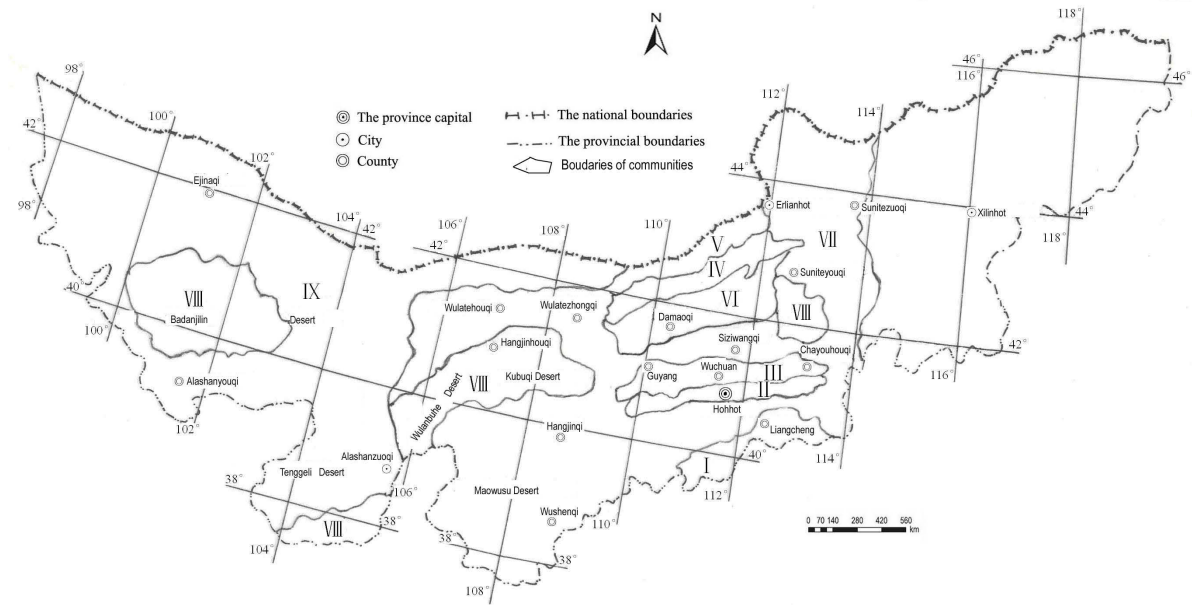 N
118°
46°
116°
46°
98°
112°
100°
The province capital
The national boundaries
114°
42°
City
The provincial boundaries
102°
County
Boudaries of communities
44°
Ejinaqi
98°
104°
42°
106°
108°
110°
Erlianhot
Sunitezuoqi
Xilinhot
44°
118°
42°
V
VII
IV
Suniteyouqi
40°
VIII
IX
Badanjilin
Desert
Wulatehouqi
Wulatezhongqi
VI
VIII
100°
Damaoqi
Hangjinhouqi
Siziwangqi
Chayouhouqi
42°
Alashanyouqi
VIII
Kubuqi Desert
Guyang
Wuchuan
III
116°
Wulanbuhe Desert
II
Hohhot
102°
Hangjinqi
Liangcheng
40°
114°
I
Alashanzuoqi
Tenggeli Desert
38°
106°
Maowusu Desert
112°
VIII
38°
Wushenqi
110°
0 70 140 280 420 560
km
104°
38°
38°
108°